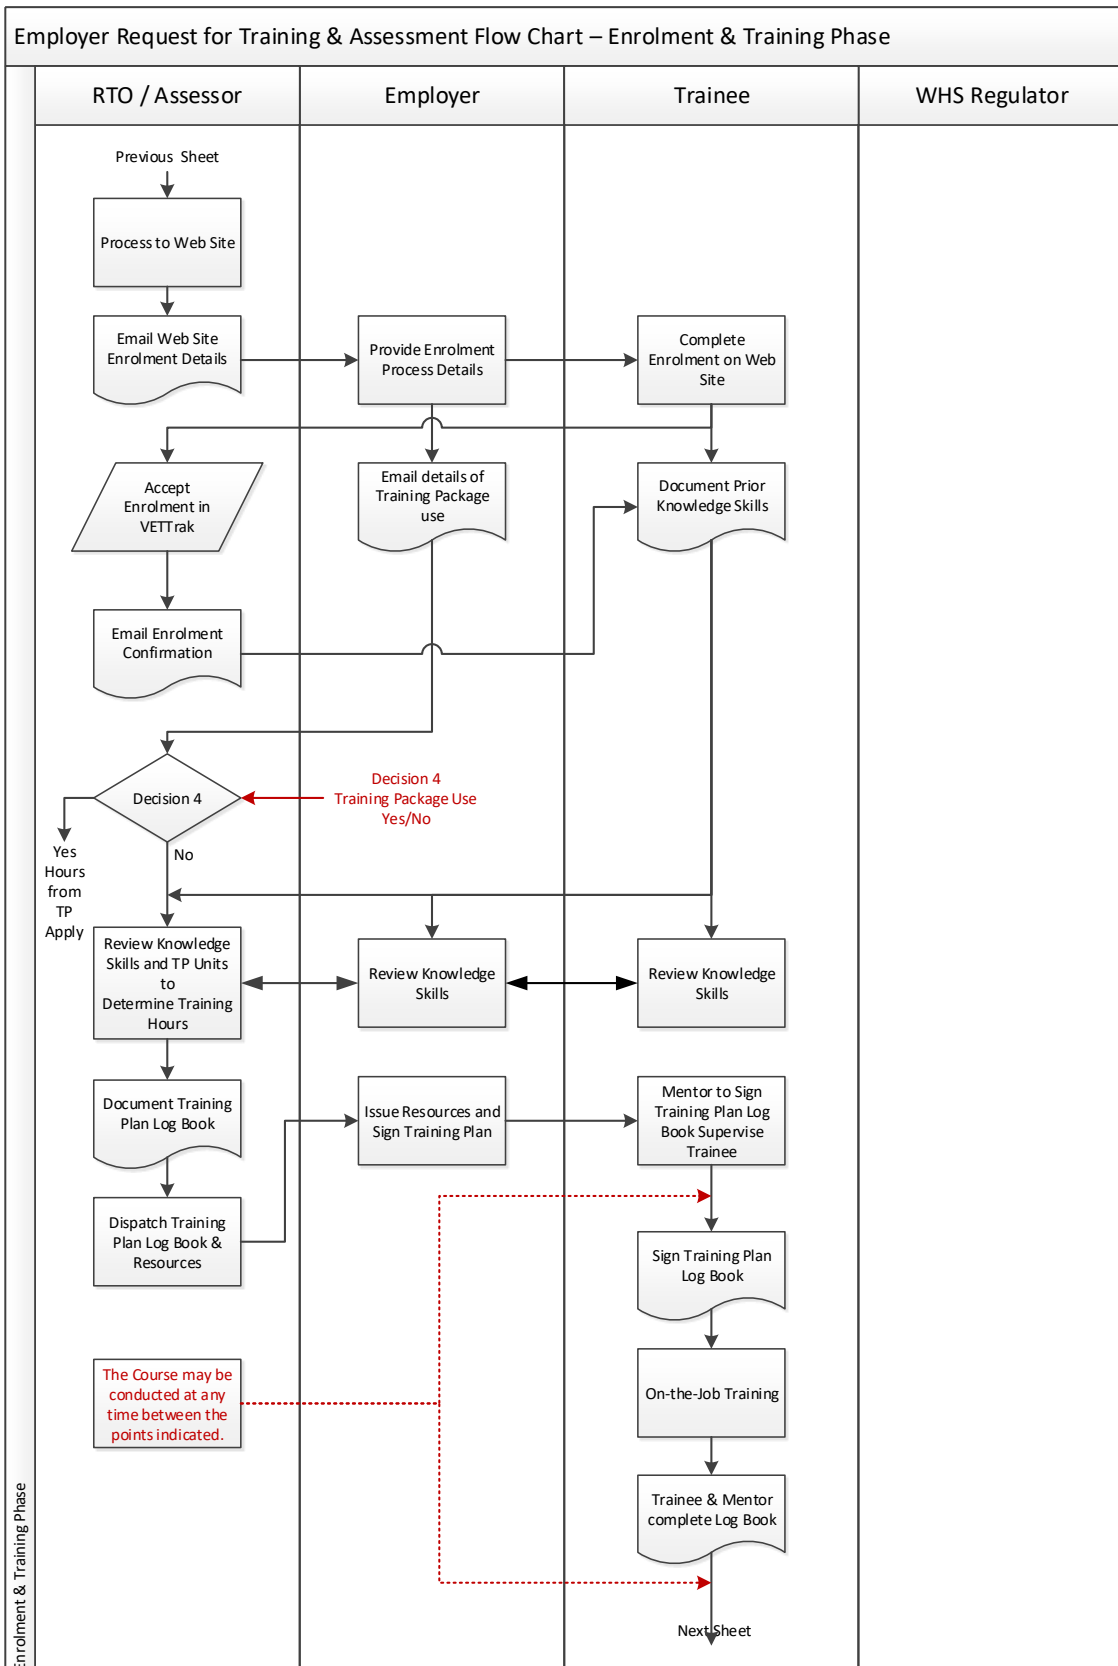 Employer Request for Training & Assessment Flow Chart – Enrolment & Training Phase
RTO / Assessor
Employer
Trainee
WHS Regulator
Previous Sheet
Process to Web Site
Email Web Site
Enrolment Details
Provide Enrolment
Process Details
Complete
Enrolment on Web
Site
Accept
Enrolment in
VETTrak
Email details of
Training Package
use
Document Prior
Knowledge Skills
Email Enrolment
Confirmation
Decision 4
Decision 4
Training Package Use
Yes/No
Yes
Hours
from
TP
Apply
No
Review Knowledge
Skills and TP Units
to
Determine Training
Hours
Review Knowledge
Skills
Review Knowledge
Skills
Document Training
Plan Log Book
Issue Resources and
Sign Training Plan
Mentor to Sign
Training Plan Log
Book Supervise
Trainee
Dispatch Training
Plan Log Book &
Resources
Sign Training Plan
Log Book
The Course may be
conducted at any
time between the
points indicated.
On-the-Job Training
Trainee & Mentor
complete Log Book
Next Sheet
Enrolment & Training Phase